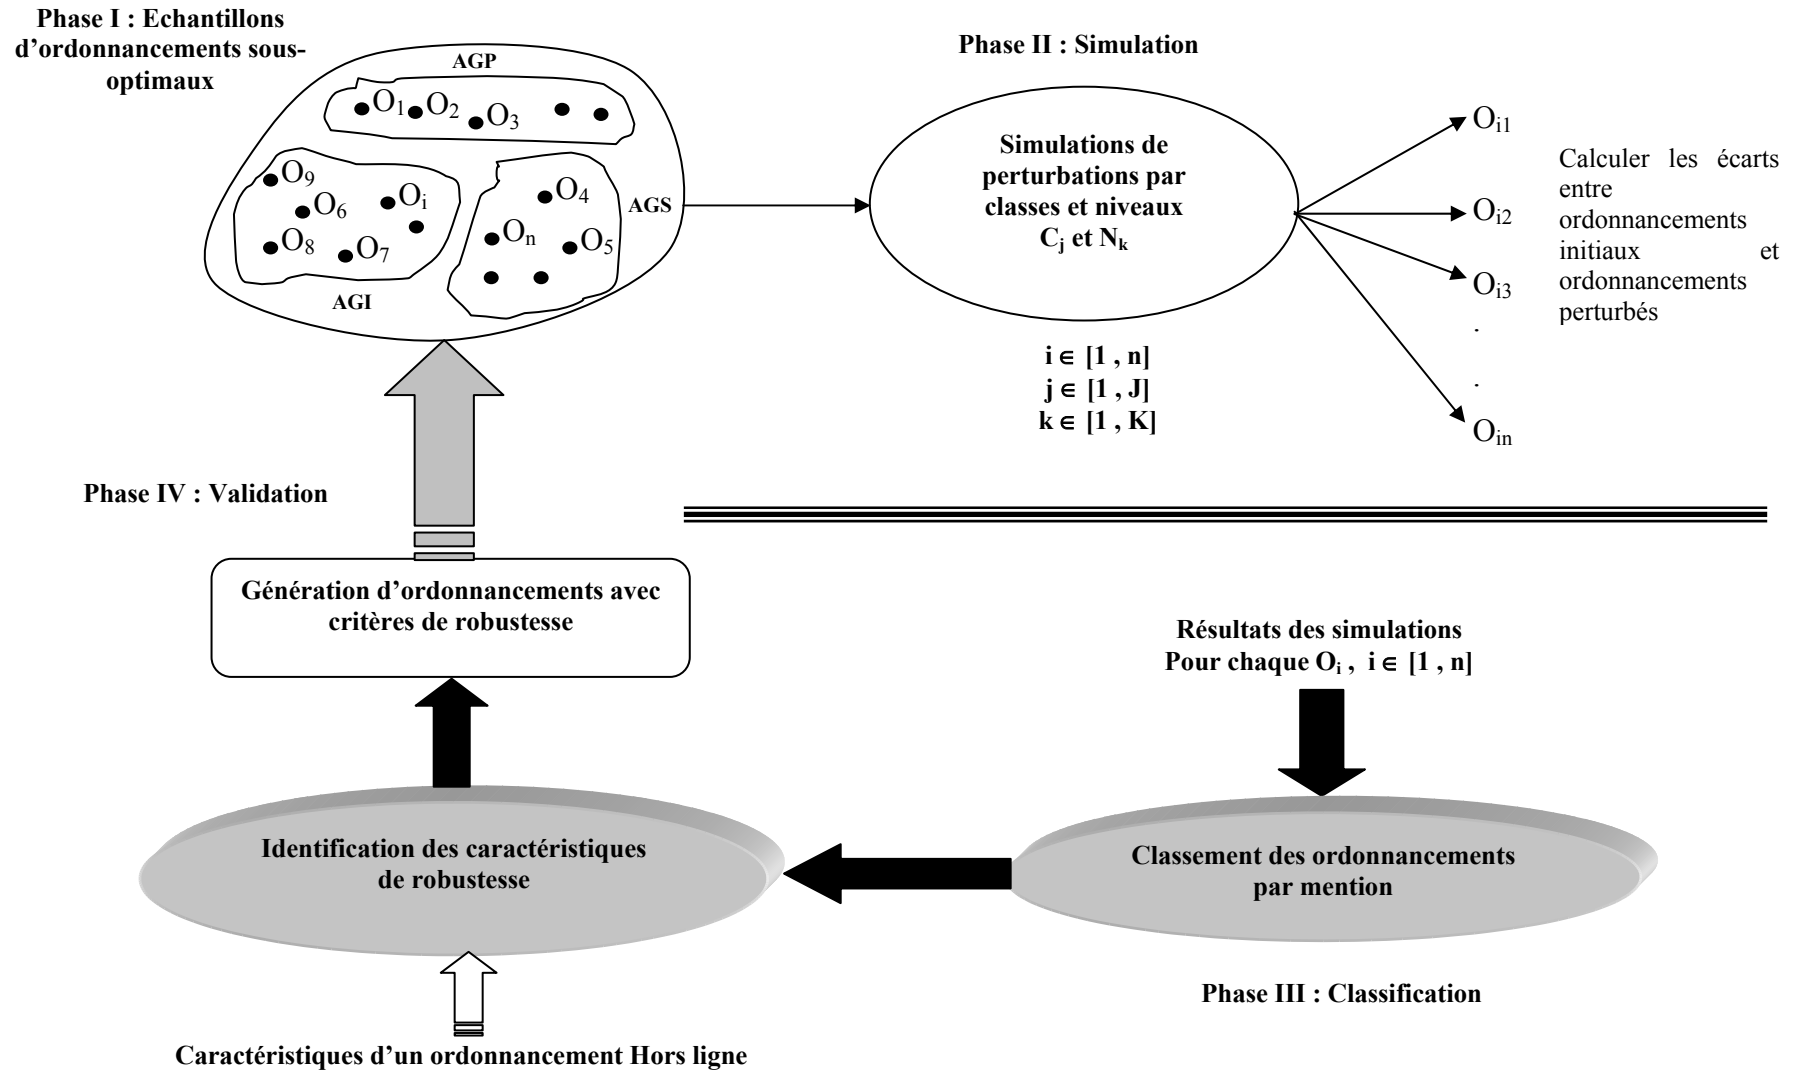 Phase I : Echantillons
d’ordonnancements sous-
optimaux
AGP
O1
O2
O3
O9
O6
Oi
O8
O7
AGI
O4
On
O5
AGS
Phase II : Simulation
Simulations de
perturbations par
classes et niveaux
Cj et Nk
i ∈ [1 , n]
j ∈ [1 , J]
k ∈ [1 , K]
Oi1
Oi2
Oi3
.
.
Oin
Calculer les écarts
entre
ordonnancements
initiaux et
ordonnancements
perturbés
Phase IV : Validation
Génération d’ordonnancements avec
critères de robustesse
Résultats des simulations
Pour chaque Oi , i ∈ [1 , n]
Identification des caractéristiques
de robustesse
Classement des ordonnancements
par mention
Phase III : Classification
Caractéristiques d’un ordonnancement Hors ligne